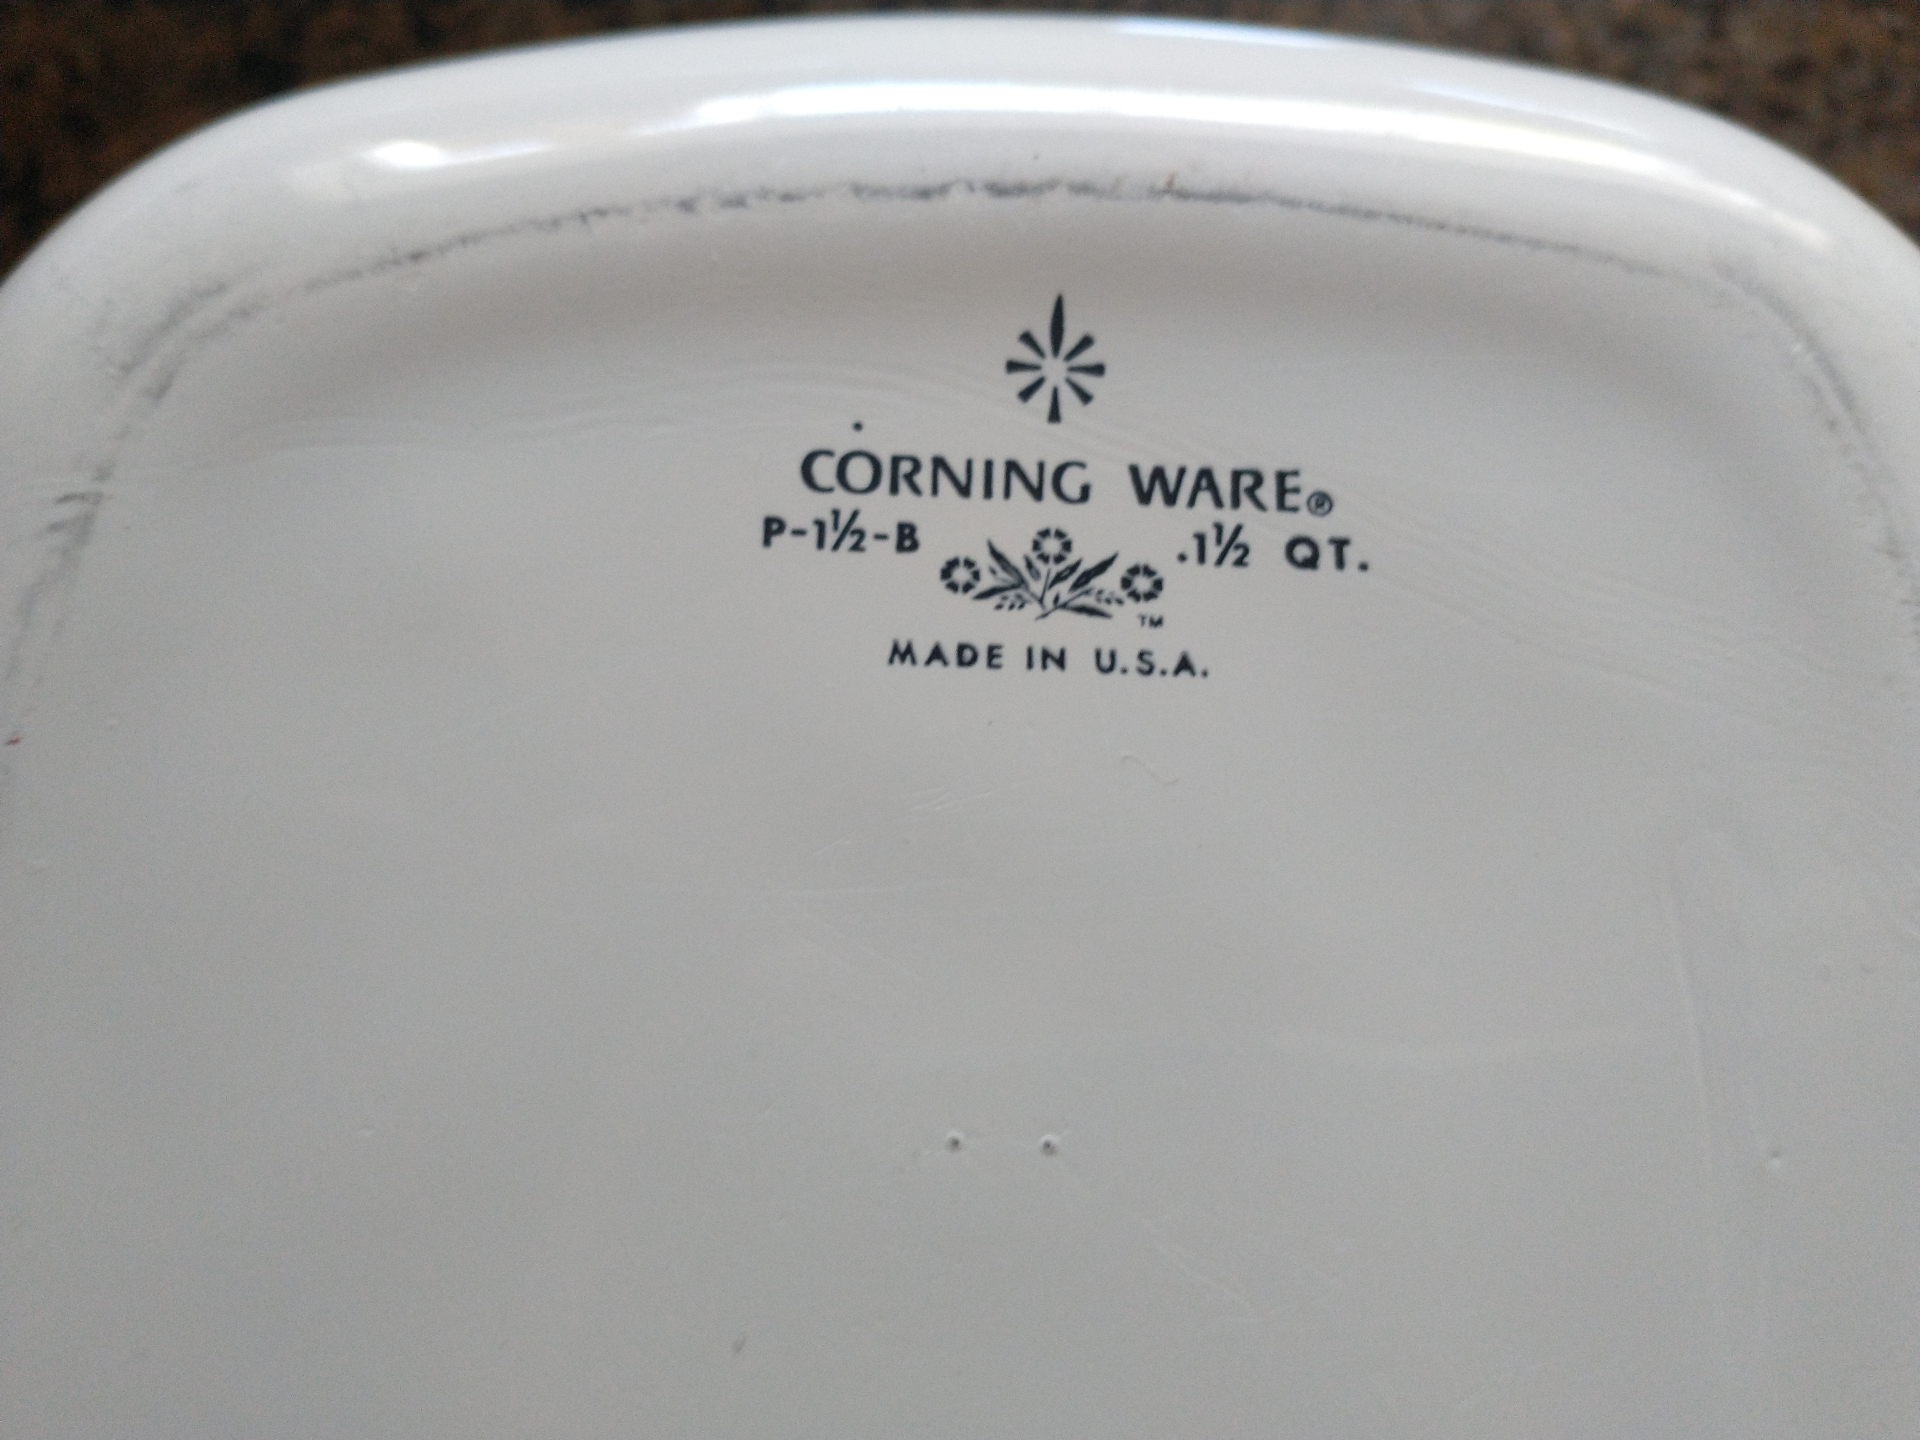 CORNING WARE®
P-1½-B .1½ QT.
TM
MADE IN U.S.A.